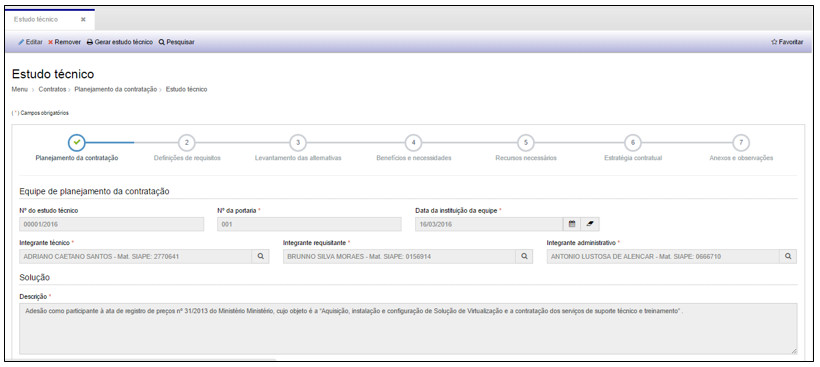 Estudo técnico ×
Editar × Remover Gerar estudo técnico Pesquisar Favoritar
Estudo técnico
Menu > Contratos > Planejamento da contratação > Estudo técnico
( * ) Campos obrigatórios
2 3 4 5 6 7
Planejamento da contratação Definições de requisitos Levantamento das alternativas Benefícios e necessidades Recursos necessários Estratégia contratual Anexos e observações
Equipe de planejamento da contratação
Nº do estudo técnico Nº da portaria * Data da instituição da equipe *
00001/2016 001 16/03/2016
Integrante técnico * Integrante requisitante * Integrante administrativo *
ADRIANO CAETANO SANTOS - Mat. SIAPE: 2770641 BRUNNO SILVA MORAES - Mat. SIAPE: 0156914 ANTONIO LUSTOSA DE ALENCAR - Mat. SIAPE: 0666710
Solução
Descrição *
Adesão como participante à ata de registro de preços nº 31/2013 do Ministério Ministério, cujo objeto é a "Aquisição, instalação e configuração de Solução de Virtualização e a contratação dos serviços de suporte técnico e treinamento" .